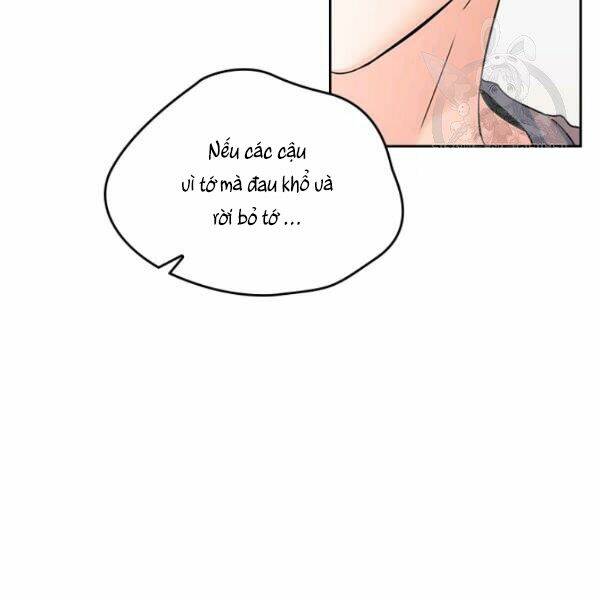 Nếu các cậu
vì tớ mà đau khổ và
rời bỏ tớ ...